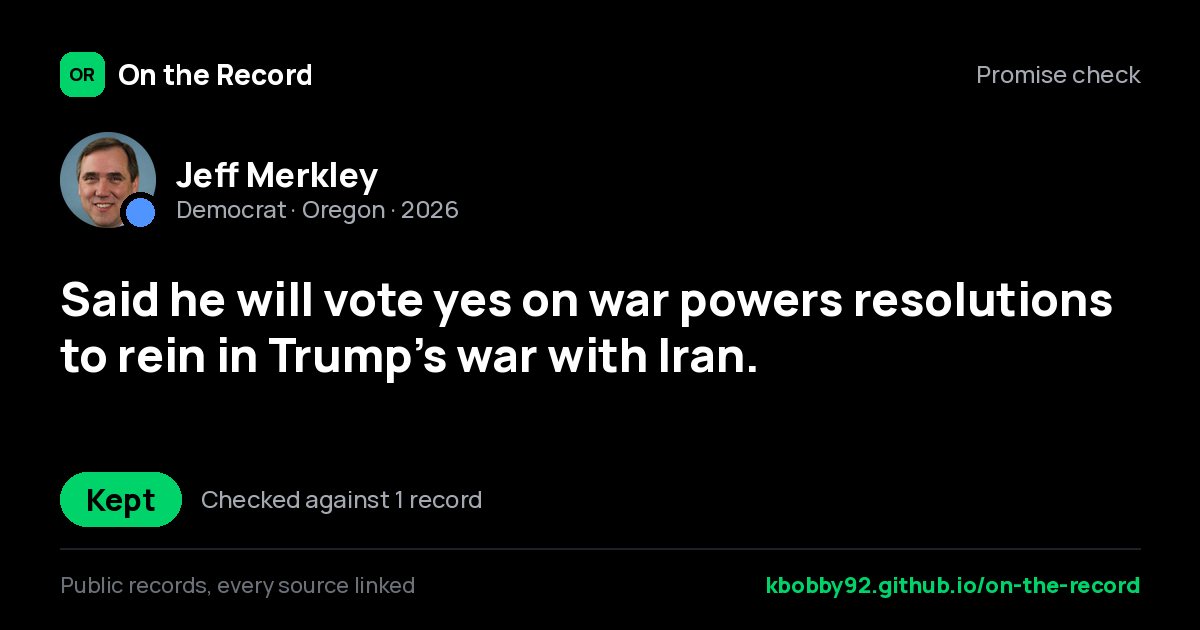 OR On the Record
Promise check
Jeff Merkley
Democrat · Oregon · 2026
Said he will vote yes on war powers resolutions
to rein in Trump’s war with Iran.
Kept
Checked against 1 record
Public records, every source linked
kbobby92.github.io/on-the-record